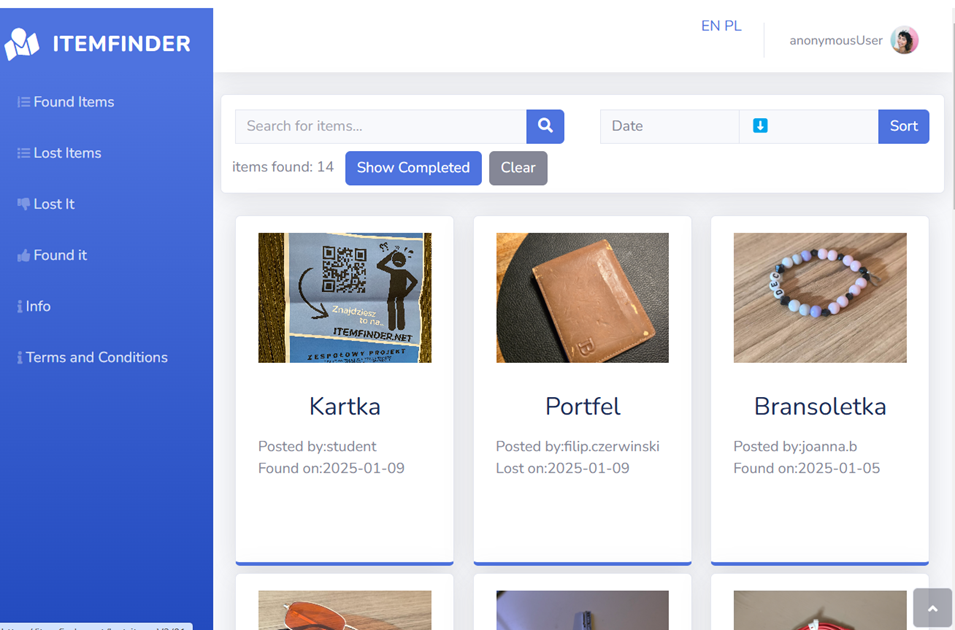 ITEMFINDER
EN PL
anonymousUser
Found Items
Lost Items
Lost It
Found it
Info
Terms and Conditions
Search for items...
Date
Sort
items found: 14
Show Completed
Clear
Znajdziesz
to na..
ITEMFINDER.NET
ZESPOŁOWY PROJEKT
Kartka
Posted by:student
Found on:2025-01-09
Portfel
Posted by:filip.czerwinski
Lost on:2025-01-09
Bransoletka
Posted by:joanna.b
Found on:2025-01-05